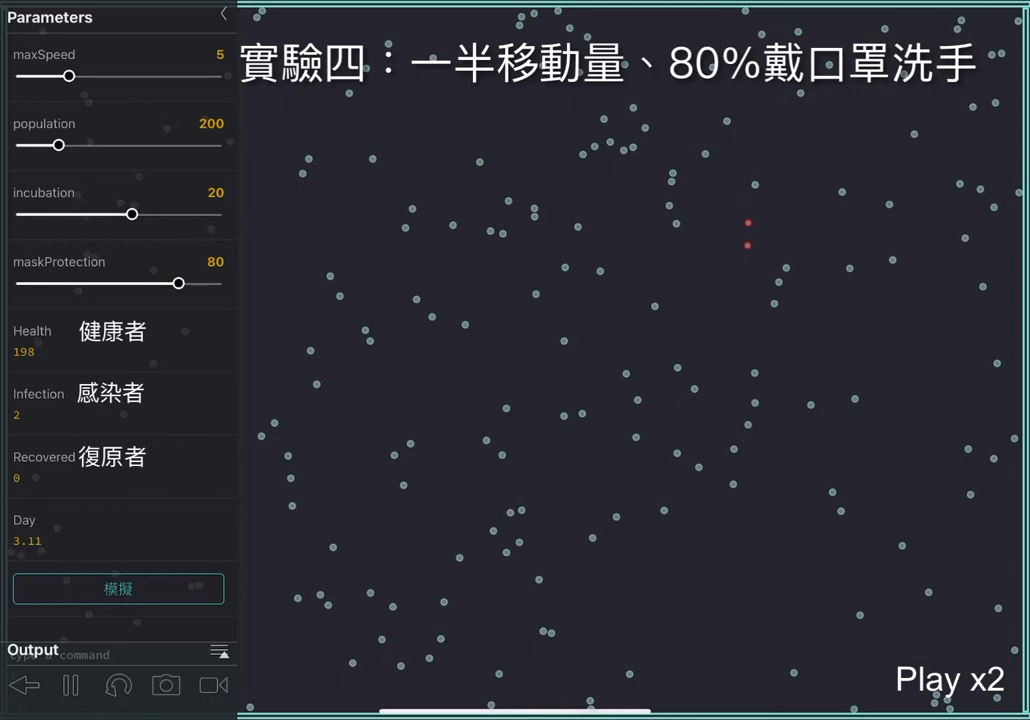 Parameters
實驗四：一半移動量、80%戴口罩洗手
maxSpeed 5
population 200
incubation 20
maskProtection 80
Health 健康者
198
Infection 感染者
2
Recovered 復原者
0
Day
3.11
模擬
Output
type a command
Play x2